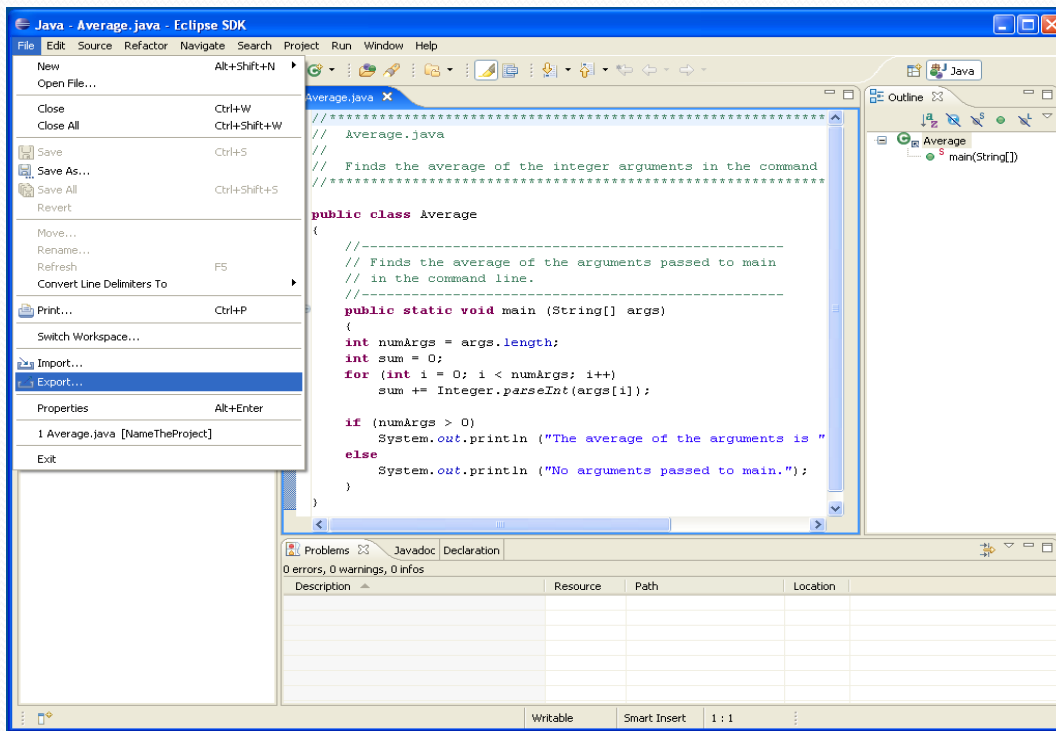 Java - Average.java - Eclipse SDK
File Edit Source Refactor Navigate Search Project Run Window Help
New Alt+Shift+N
Open File...
Close Ctrl+W
Close All Ctrl+Shift+W
Save Ctrl+S
Save As...
Save All Ctrl+Shift+S
Revert
Move...
Rename...
Refresh F5
Convert Line Delimiters To
Print... Ctrl+P
Switch Workspace...
Import...
Export...
Properties Alt+Enter
1 Average.java [NameTheProject]
Exit
Java
Average.java
//************************************************************
// Average.java
//
// Finds the average of the integer arguments in the command
//************************************************************
public class Average
{
//---------------------------------------------------
// Finds the average of the arguments passed to main
// in the command line.
//---------------------------------------------------
public static void main (String[] args)
{
int numArgs = args.length;
int sum = 0;
for (int i = 0; i < numArgs; i++)
sum += Integer.parseInt(args[i]);
if (numArgs > 0)
System.out.println ("The average of the arguments is "
else
System.out.println ("No arguments passed to main.");
}
}
Outline
Average
main(String[])
Problems Javadoc Declaration
0 errors, 0 warnings, 0 infos
Description Resource Path Location
Writable Smart Insert 1 : 1